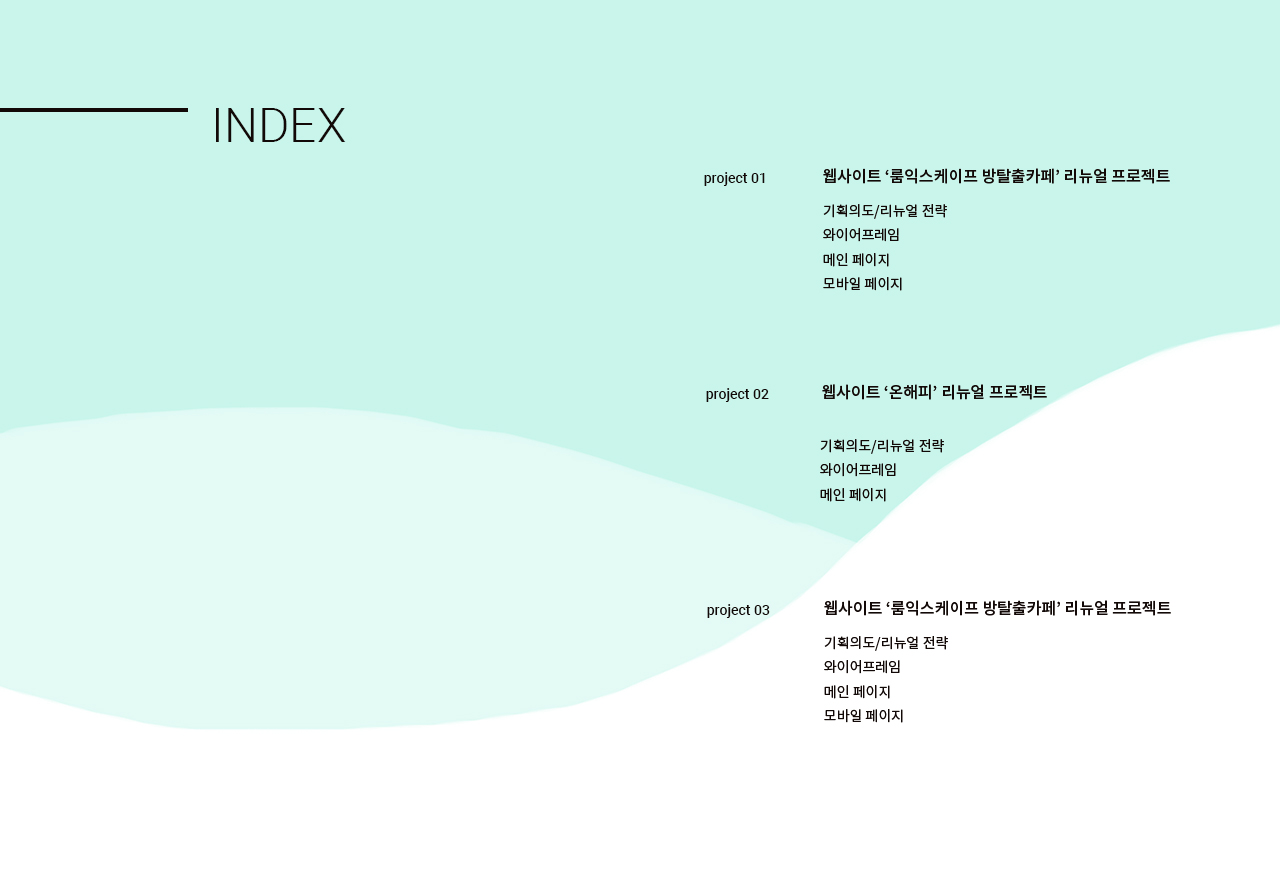 INDEX
project 01
웹사이트 ‘룸익스케이프 방탈출카페’ 리뉴얼 프로젝트
기획의도/리뉴얼 전략
와이어프레임
메인 페이지
모바일 페이지
project 02
웹사이트 ‘온해피’ 리뉴얼 프로젝트
기획의도/리뉴얼 전략
와이어프레임
메인 페이지
project 03
웹사이트 ‘룸익스케이프 방탈출카페’ 리뉴얼 프로젝트
기획의도/리뉴얼 전략
와이어프레임
메인 페이지
모바일 페이지